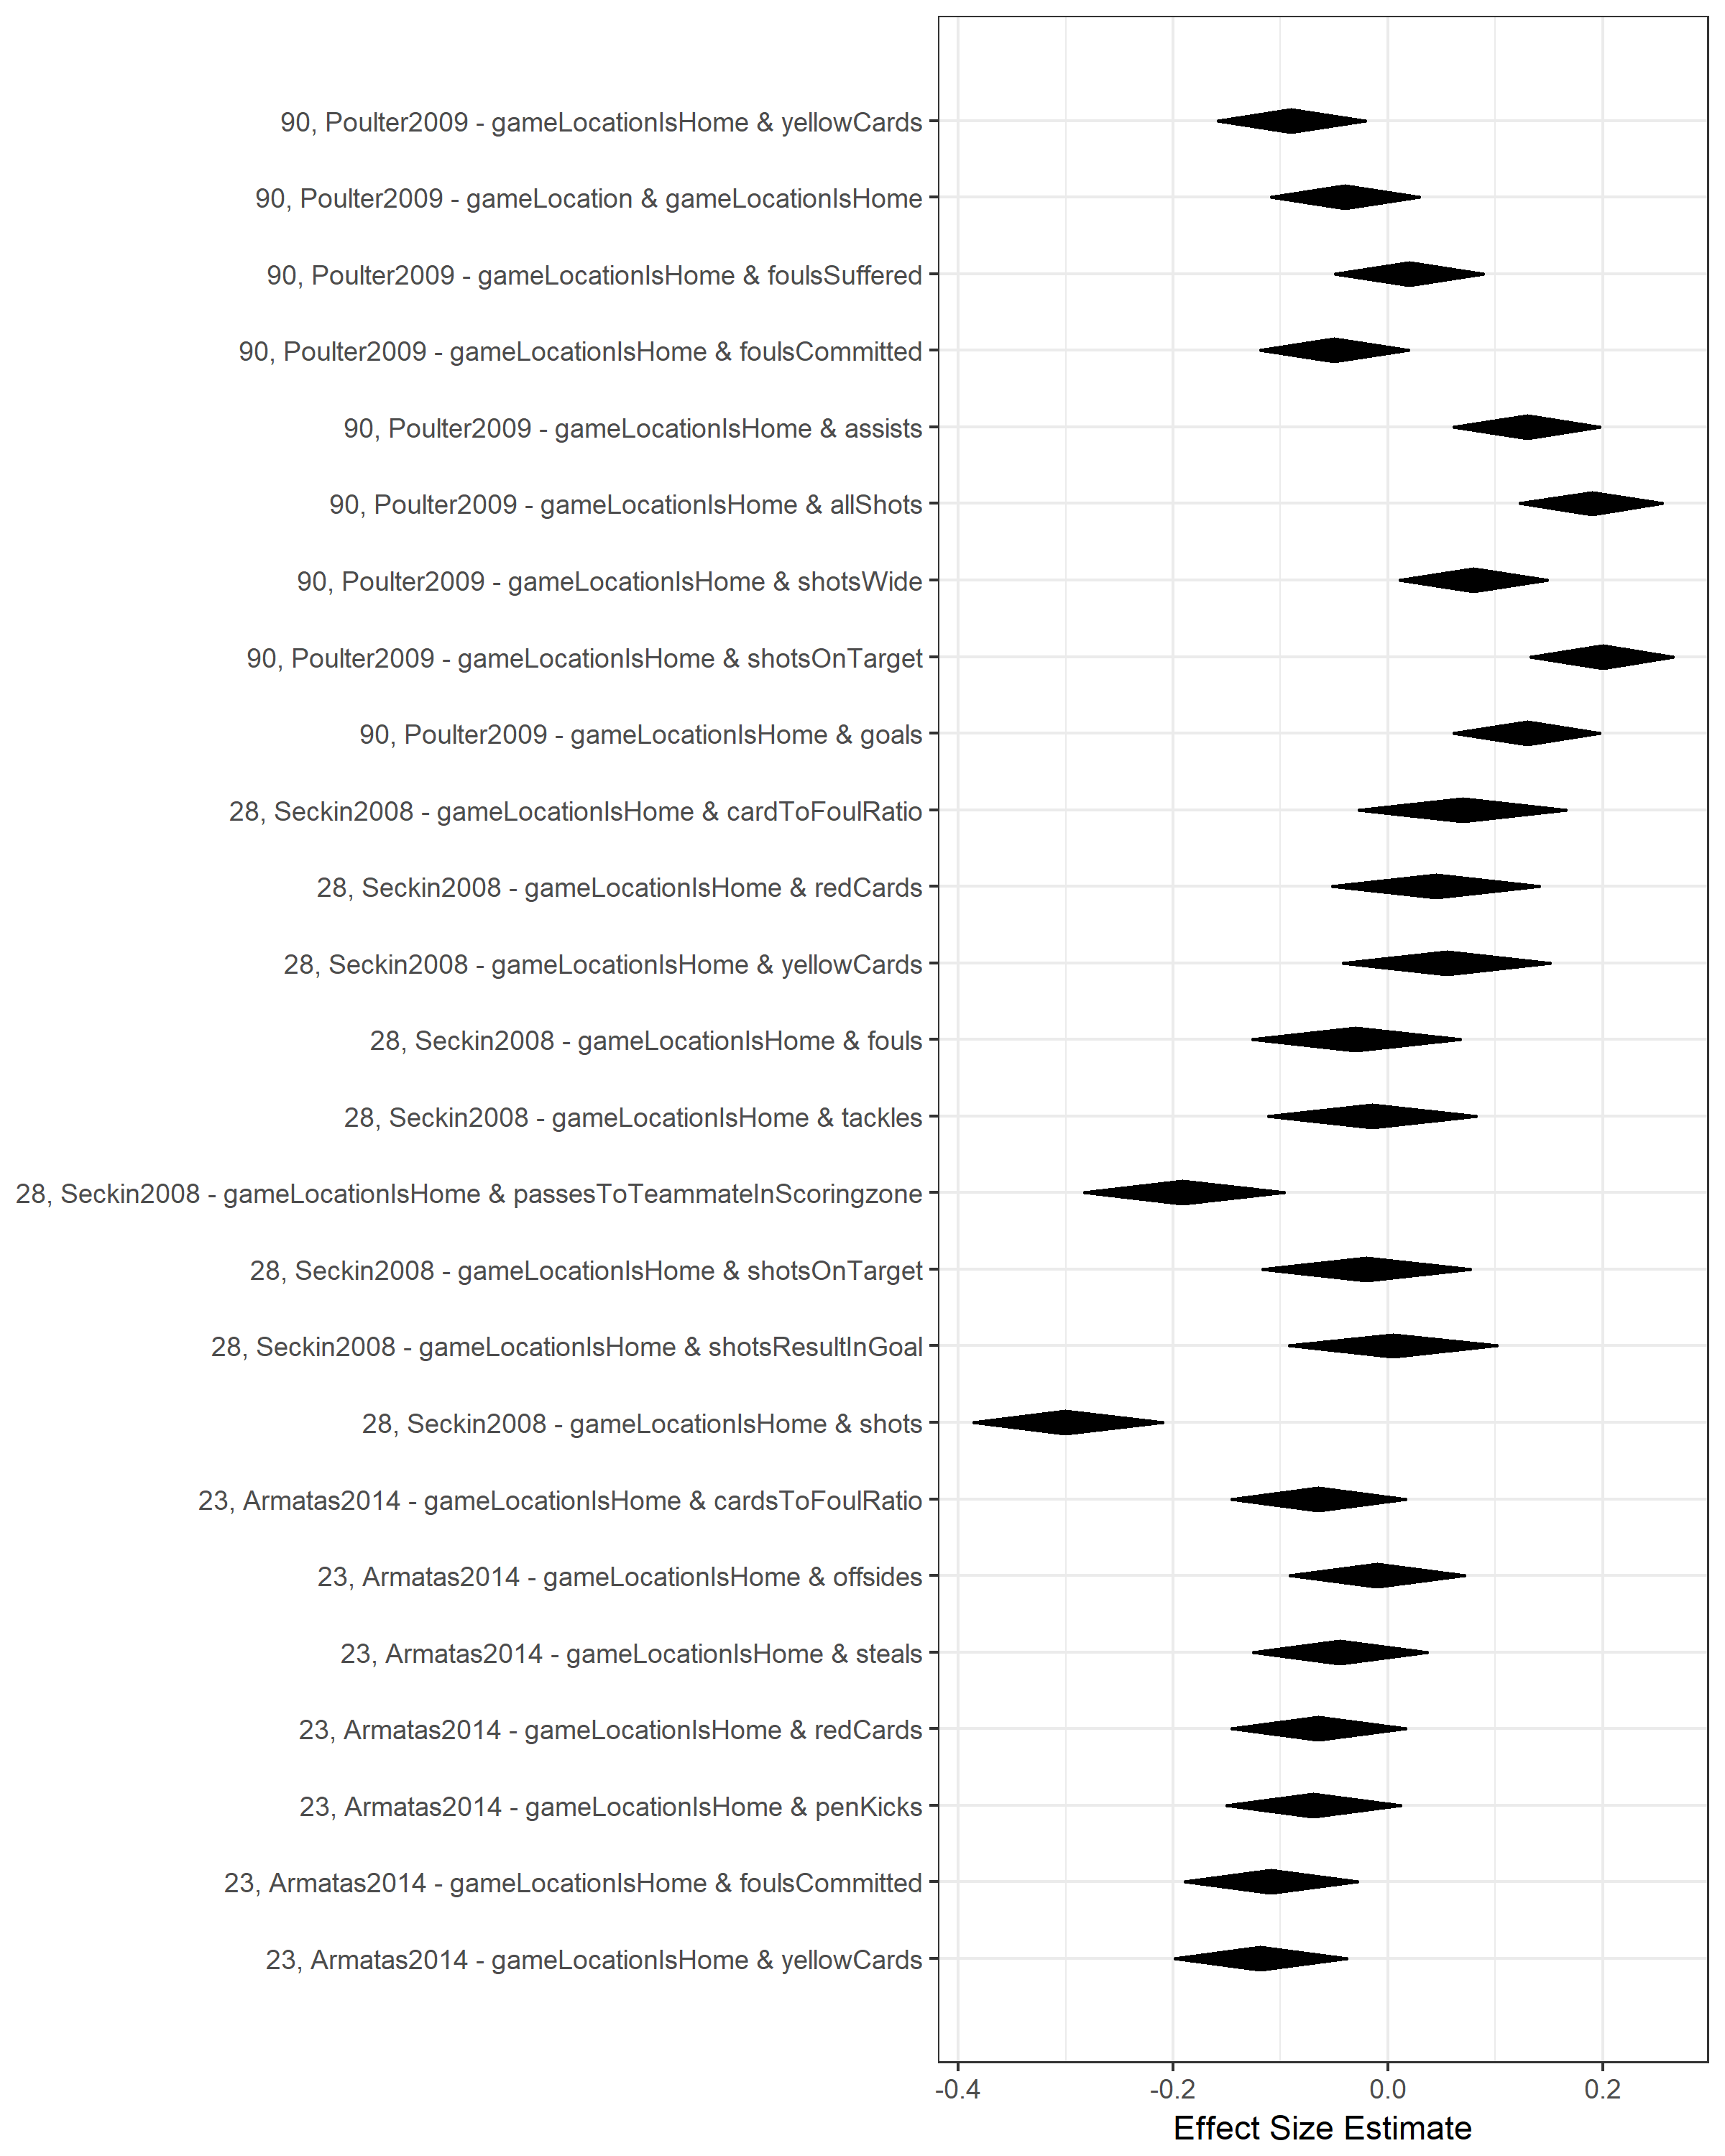 90, Poulter2009 - gameLocationIsHome & yellowCards
90, Poulter2009 - gameLocation & gameLocationIsHome
90, Poulter2009 - gameLocationIsHome & foulsSuffered
90, Poulter2009 - gameLocationIsHome & foulsCommitted
90, Poulter2009 - gameLocationIsHome & assists
90, Poulter2009 - gameLocationIsHome & allShots
90, Poulter2009 - gameLocationIsHome & shotsWide
90, Poulter2009 - gameLocationIsHome & shotsOnTarget
90, Poulter2009 - gameLocationIsHome & goals
28, Seckin2008 - gameLocationIsHome & cardToFoulRatio
28, Seckin2008 - gameLocationIsHome & redCards
28, Seckin2008 - gameLocationIsHome & yellowCards
28, Seckin2008 - gameLocationIsHome & fouls
28, Seckin2008 - gameLocationIsHome & tackles
28, Seckin2008 - gameLocationIsHome & passesToTeammateInScoringzone
28, Seckin2008 - gameLocationIsHome & shotsOnTarget
28, Seckin2008 - gameLocationIsHome & shotsResultInGoal
28, Seckin2008 - gameLocationIsHome & shots
23, Armatas2014 - gameLocationIsHome & cardsToFoulRatio
23, Armatas2014 - gameLocationIsHome & offsides
23, Armatas2014 - gameLocationIsHome & steals
23, Armatas2014 - gameLocationIsHome & redCards
23, Armatas2014 - gameLocationIsHome & penKicks
23, Armatas2014 - gameLocationIsHome & foulsCommitted
23, Armatas2014 - gameLocationIsHome & yellowCards
-0.4 -0.2 0.0 0.2
Effect Size Estimate